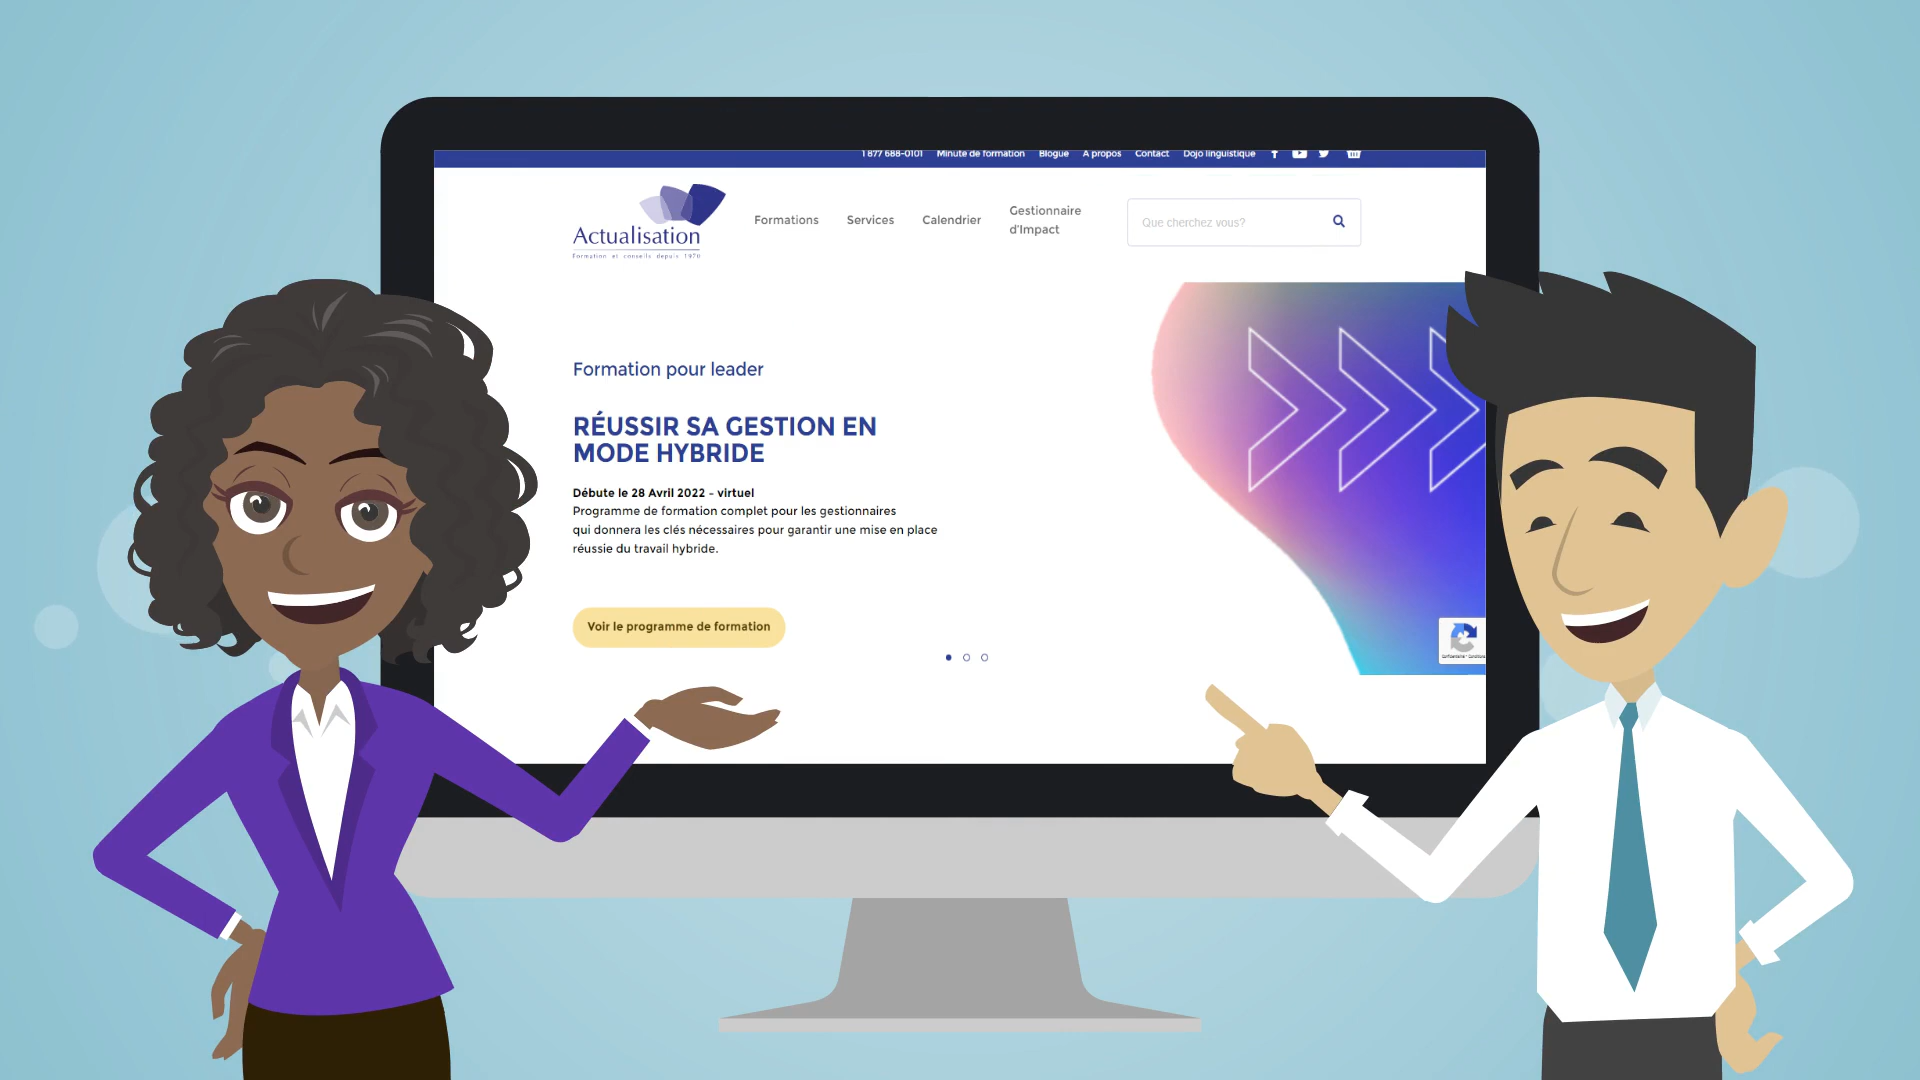 1 877 688-0101 Minute de formation Blogue À propos Contact Dojo linguistique
Actualisation
Formation et conseils depuis 1970
Formations Services Calendrier Gestionnaire
d'Impact
Que cherchez vous?
Formation pour leader
RÉUSSIR SA GESTION EN
MODE HYBRIDE
Débute le 28 Avril 2022 - virtuel
Programme de formation complet pour les gestionnaires
qui donnera les clés nécessaires pour garantir une mise en place
réussie du travail hybride.
Voir le programme de formation